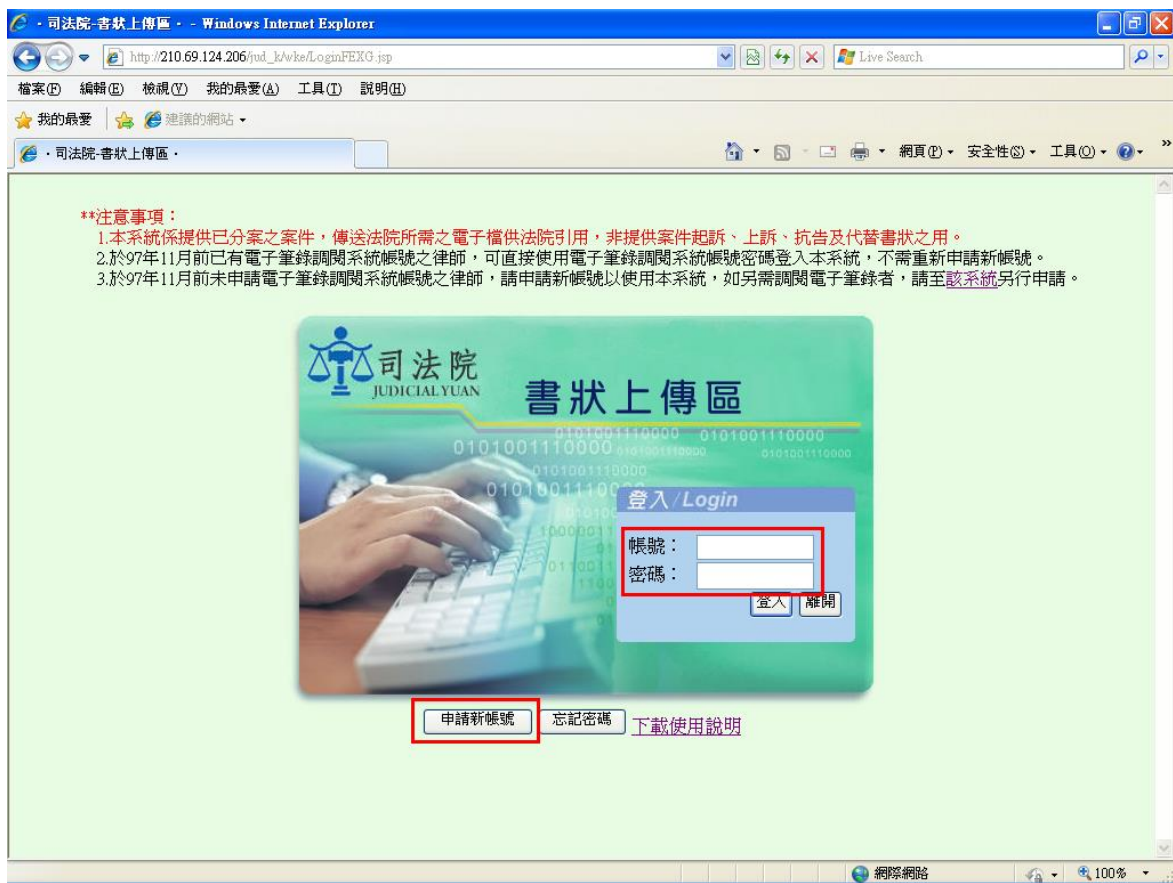 ・司法院-書狀上傳區・ - Windows Internet Explorer
http://210.69.124.206/jud_k/wke/LoginFEXG.jsp
Live Search
檔案(F) 編輯(E) 檢視(V) 我的最愛(A) 工具(T) 說明(H)
我的最愛 建議的網站
・司法院-書狀上傳區・
網頁(P) 安全性(S) 工具(O) »
**注意事項：
1.本系統係提供已分案之案件，傳送法院所需之電子檔供法院引用，非提供案件起訴、上訴、抗告及代替書狀之用。
2.於97年11月前已有電子筆錄調閱系統帳號之律師，可直接使用電子筆錄調閱系統帳號密碼登入本系統，不需重新申請新帳號。
3.於97年11月前未申請電子筆錄調閱系統帳號之律師，請申請新帳號以使用本系統，如另需調閱電子筆錄者，請至該系統另行申請。
司法院
JUDICIAL YUAN
書狀上傳區
0101001110000 0101001110000
0101001110000 0101001110000 0101001110000
0101001110000
登入/Login
帳號：
密碼：
登入 離開
申請新帳號 忘記密碼 下載使用說明
網際網路 100%